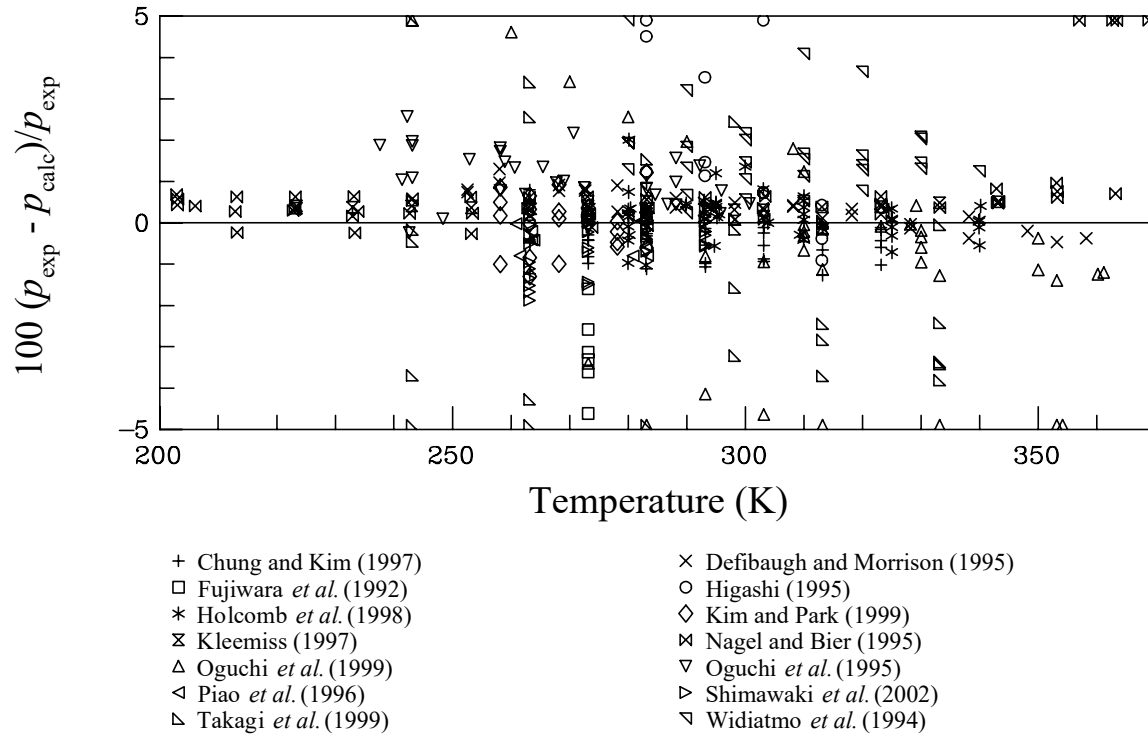 5
0
−5
100 (p_exp - p_calc)/p_exp
200 250 300 350
Temperature (K)
Chung and Kim (1997) Defibaugh and Morrison (1995)
Fujiwara et al. (1992) Higashi (1995)
Holcomb et al. (1998) Kim and Park (1999)
Kleemiss (1997) Nagel and Bier (1995)
Oguchi et al. (1999) Oguchi et al. (1995)
Piao et al. (1996) Shimawaki et al. (2002)
Takagi et al. (1999) Widiatmo et al. (1994)